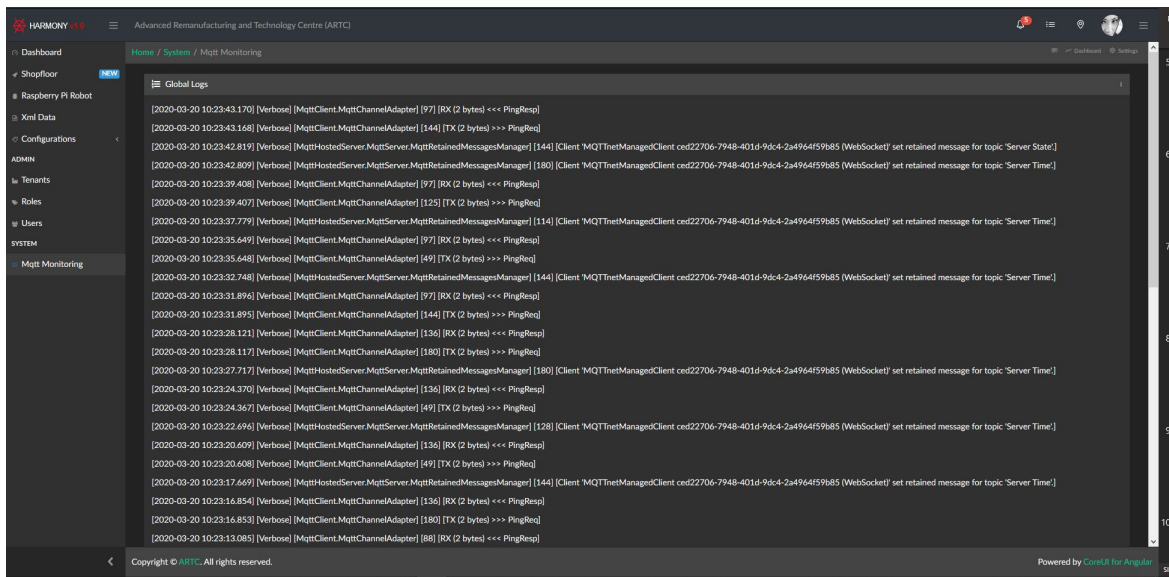 HARMONY v1.0
Advanced Remanufacturing and Technology Centre (ARTC)
5
Dashboard
Shopfloor NEW
Raspberry Pi Robot
Xml Data
Configurations
ADMIN
Tenants
Roles
Users
SYSTEM
Mqtt Monitoring
Home / System / Mqtt Monitoring
Dashboard Settings
Global Logs
[2020-03-20 10:23:43.170] [Verbose] [MqttClient.MqttChannelAdapter] [97] [RX (2 bytes) <<< PingResp]
[2020-03-20 10:23:43.168] [Verbose] [MqttClient.MqttChannelAdapter] [144] [TX (2 bytes) >>> PingReq]
[2020-03-20 10:23:42.819] [Verbose] [MqttHostedServer.MqttServer.MqttRetainedMessagesManager] [144] [Client 'MQTTnetManagedClient ced22706-7948-401d-9dc4-2a4964f59b85 (WebSocket)' set retained message for topic 'Server State'.]
[2020-03-20 10:23:42.809] [Verbose] [MqttHostedServer.MqttServer.MqttRetainedMessagesManager] [180] [Client 'MQTTnetManagedClient ced22706-7948-401d-9dc4-2a4964f59b85 (WebSocket)' set retained message for topic 'Server Time'.]
[2020-03-20 10:23:39.408] [Verbose] [MqttClient.MqttChannelAdapter] [97] [RX (2 bytes) <<< PingResp]
[2020-03-20 10:23:39.407] [Verbose] [MqttClient.MqttChannelAdapter] [125] [TX (2 bytes) >>> PingReq]
[2020-03-20 10:23:37.779] [Verbose] [MqttHostedServer.MqttServer.MqttRetainedMessagesManager] [114] [Client 'MQTTnetManagedClient ced22706-7948-401d-9dc4-2a4964f59b85 (WebSocket)' set retained message for topic 'Server Time'.]
[2020-03-20 10:23:35.649] [Verbose] [MqttClient.MqttChannelAdapter] [97] [RX (2 bytes) <<< PingResp]
[2020-03-20 10:23:35.648] [Verbose] [MqttClient.MqttChannelAdapter] [49] [TX (2 bytes) >>> PingReq]
[2020-03-20 10:23:32.748] [Verbose] [MqttHostedServer.MqttServer.MqttRetainedMessagesManager] [144] [Client 'MQTTnetManagedClient ced22706-7948-401d-9dc4-2a4964f59b85 (WebSocket)' set retained message for topic 'Server Time'.]
[2020-03-20 10:23:31.896] [Verbose] [MqttClient.MqttChannelAdapter] [97] [RX (2 bytes) <<< PingResp]
[2020-03-20 10:23:31.895] [Verbose] [MqttClient.MqttChannelAdapter] [144] [TX (2 bytes) >>> PingReq]
[2020-03-20 10:23:28.121] [Verbose] [MqttClient.MqttChannelAdapter] [136] [RX (2 bytes) <<< PingResp]
[2020-03-20 10:23:28.117] [Verbose] [MqttClient.MqttChannelAdapter] [180] [TX (2 bytes) >>> PingReq]
[2020-03-20 10:23:27.717] [Verbose] [MqttHostedServer.MqttServer.MqttRetainedMessagesManager] [180] [Client 'MQTTnetManagedClient ced22706-7948-401d-9dc4-2a4964f59b85 (WebSocket)' set retained message for topic 'Server Time'.]
[2020-03-20 10:23:24.370] [Verbose] [MqttClient.MqttChannelAdapter] [136] [RX (2 bytes) <<< PingResp]
[2020-03-20 10:23:24.367] [Verbose] [MqttClient.MqttChannelAdapter] [49] [TX (2 bytes) >>> PingReq]
[2020-03-20 10:23:22.696] [Verbose] [MqttHostedServer.MqttServer.MqttRetainedMessagesManager] [128] [Client 'MQTTnetManagedClient ced22706-7948-401d-9dc4-2a4964f59b85 (WebSocket)' set retained message for topic 'Server Time'.]
[2020-03-20 10:23:20.609] [Verbose] [MqttClient.MqttChannelAdapter] [136] [RX (2 bytes) <<< PingResp]
[2020-03-20 10:23:20.608] [Verbose] [MqttClient.MqttChannelAdapter] [49] [TX (2 bytes) >>> PingReq]
[2020-03-20 10:23:17.669] [Verbose] [MqttHostedServer.MqttServer.MqttRetainedMessagesManager] [144] [Client 'MQTTnetManagedClient ced22706-7948-401d-9dc4-2a4964f59b85 (WebSocket)' set retained message for topic 'Server Time'.]
[2020-03-20 10:23:16.854] [Verbose] [MqttClient.MqttChannelAdapter] [136] [RX (2 bytes) <<< PingResp]
[2020-03-20 10:23:16.853] [Verbose] [MqttClient.MqttChannelAdapter] [180] [TX (2 bytes) >>> PingReq]
[2020-03-20 10:23:13.085] [Verbose] [MqttClient.MqttChannelAdapter] [88] [RX (2 bytes) <<< PingResp]
Copyright © ARTC. All rights reserved.
Powered by CoreUI for Angular